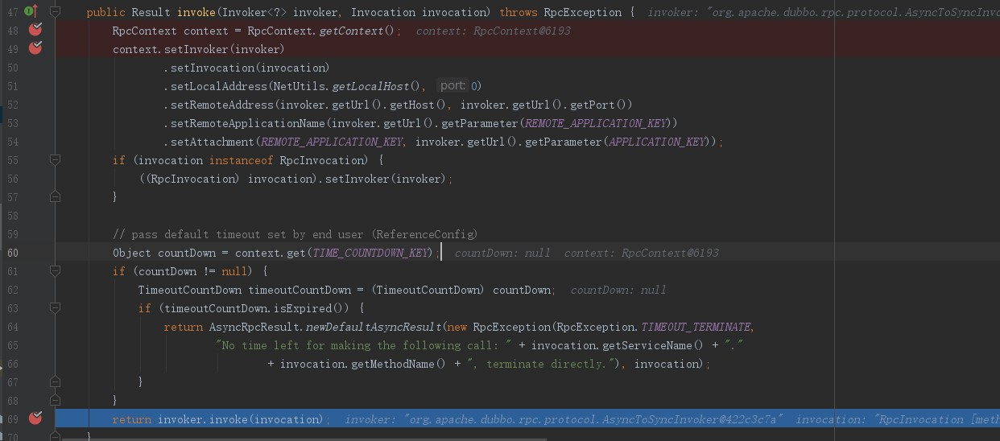 47 public Result invoke(Invoker<?> invoker, Invocation invocation) throws RpcException { invoker: "org.apache.dubbo.rpc.protocol.AsyncToSyncInvo
48 RpcContext context = RpcContext.getContext(); context: RpcContext@6193
49 context.setInvoker(invoker)
50 .setInvocation(invocation)
51 .setLocalAddress(NetUtils.getLocalHost(), port: 0)
52 .setRemoteAddress(invoker.getUrl().getHost(), invoker.getUrl().getPort())
53 .setRemoteApplicationName(invoker.getUrl().getParameter(REMOTE_APPLICATION_KEY))
54 .setAttachment(REMOTE_APPLICATION_KEY, invoker.getUrl().getParameter(APPLICATION_KEY));
55 if (invocation instanceof RpcInvocation) {
56 ((RpcInvocation) invocation).setInvoker(invoker);
57 }
58
59 // pass default timeout set by end user (ReferenceConfig)
60 Object countDown = context.get(TIME_COUNTDOWN_KEY); countDown: null context: RpcContext@6193
61 if (countDown != null) {
62 TimeoutCountDown timeoutCountDown = (TimeoutCountDown) countDown; countDown: null
63 if (timeoutCountDown.isExpired()) {
64 return AsyncRpcResult.newDefaultAsyncResult(new RpcException(RpcException.TIMEOUT_TERMINATE,
65 "No time left for making the following call: " + invocation.getServiceName() + "."
66 + invocation.getMethodName() + ", terminate directly."), invocation);
67 }
68 }
69 return invoker.invoke(invocation); invoker: "org.apache.dubbo.rpc.protocol.AsyncToSyncInvoker@422c3c7a" invocation: "RpcInvocation [meth
70 }